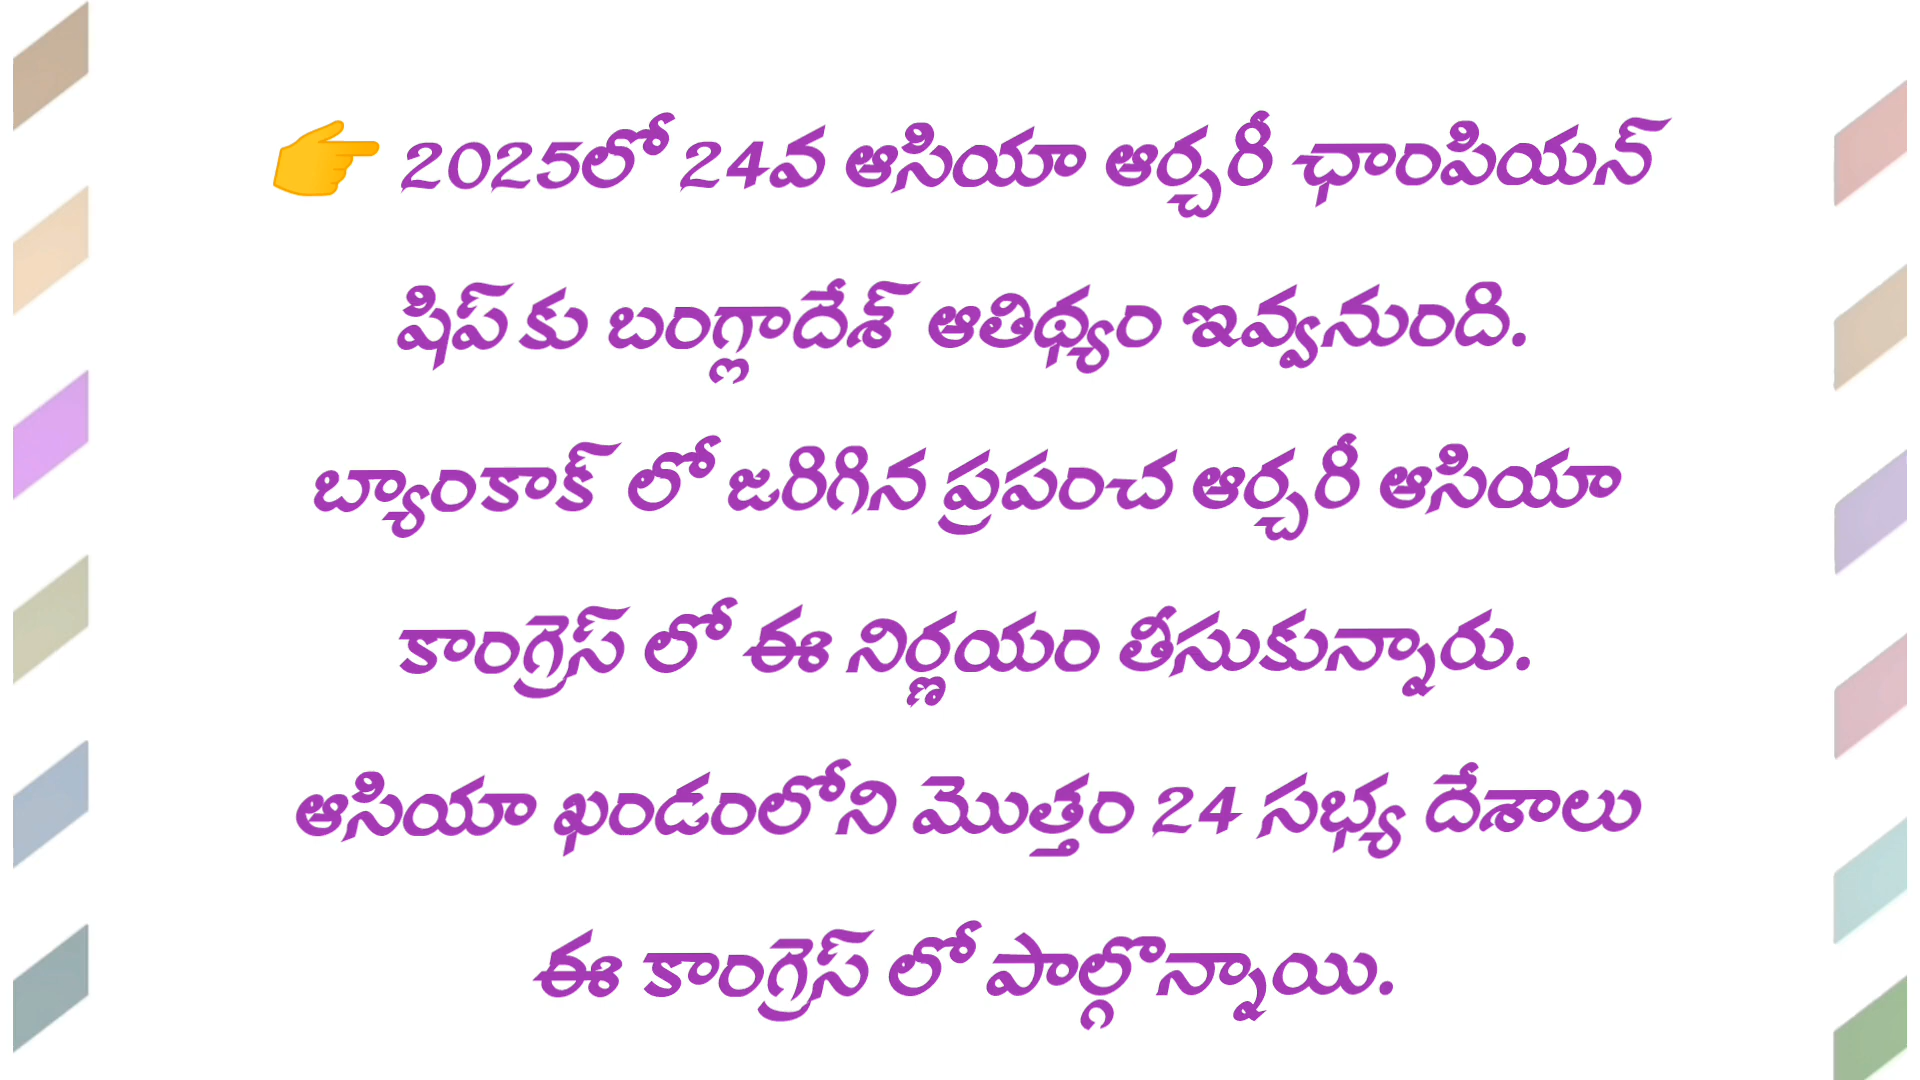 👉 2025లో 24వ ఆసియా ఆర్చరీ ఛాంపియన్
షిప్ కు బంగ్లాదేశ్ ఆతిథ్యం ఇవ్వనుంది.
బ్యాంకాక్ లో జరిగిన ప్రపంచ ఆర్చరీ ఆసియా
కాంగ్రెస్ లో ఈ నిర్ణయం తీసుకున్నారు.
ఆసియా ఖండంలోని మొత్తం 24 సభ్య దేశాలు
ఈ కాంగ్రెస్ లో పాల్గొన్నాయి.